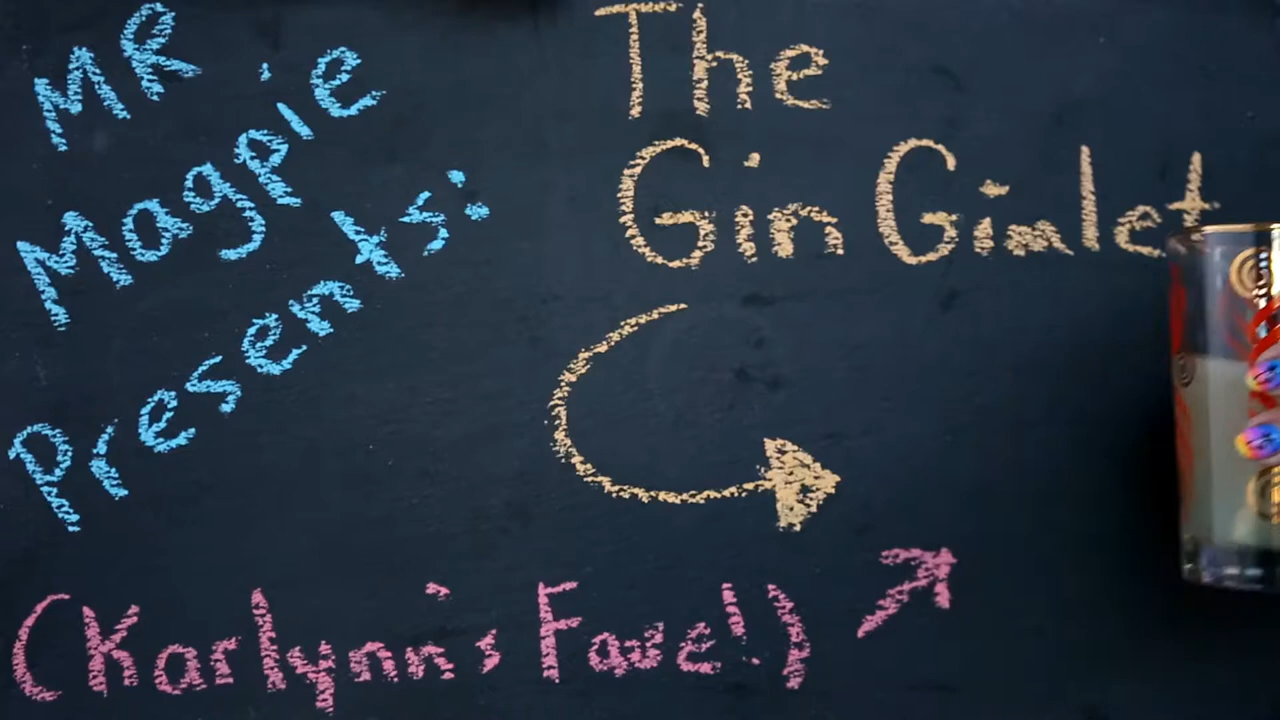 MR
Magpie
Presents:
The
Gin Gimlet
(Karlynn's Fave!)